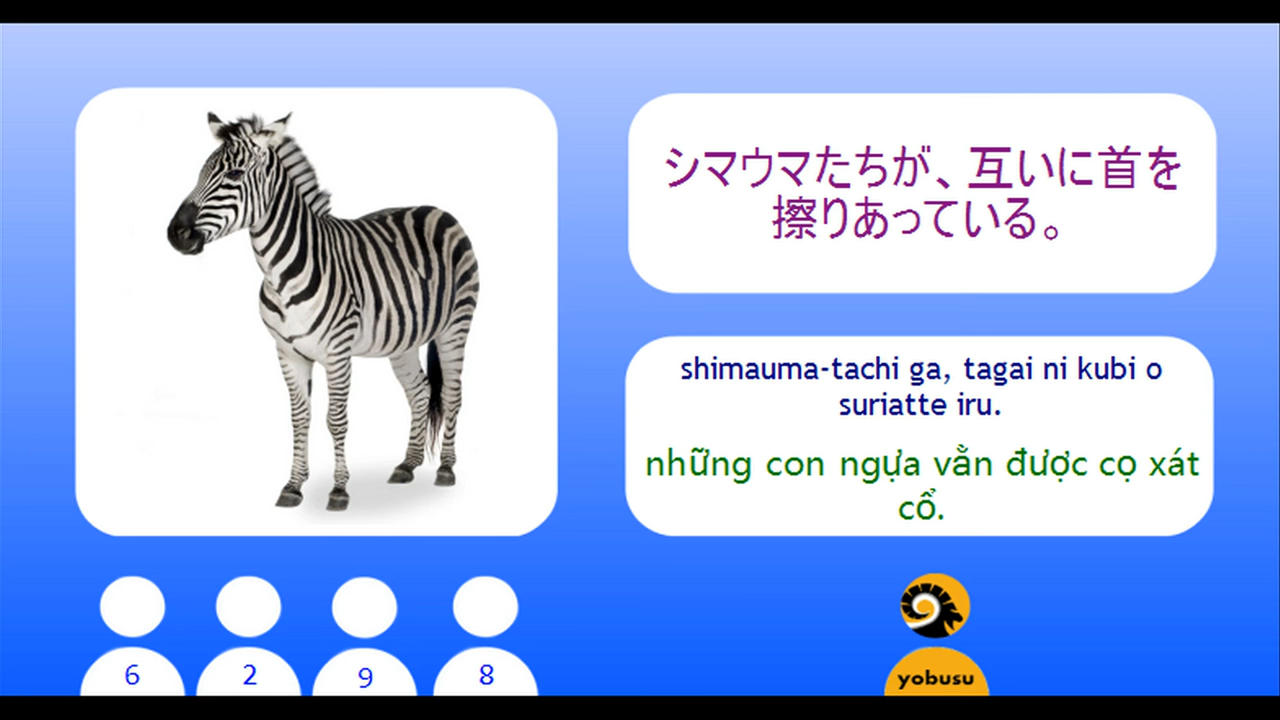 シマウマたちが、互いに首を
擦りあっている。
shimauma-tachi ga, tagai ni kubi o
suriatte iru.
những con ngựa vằn được cọ xát
cổ.
6 2 9 8
yobusu